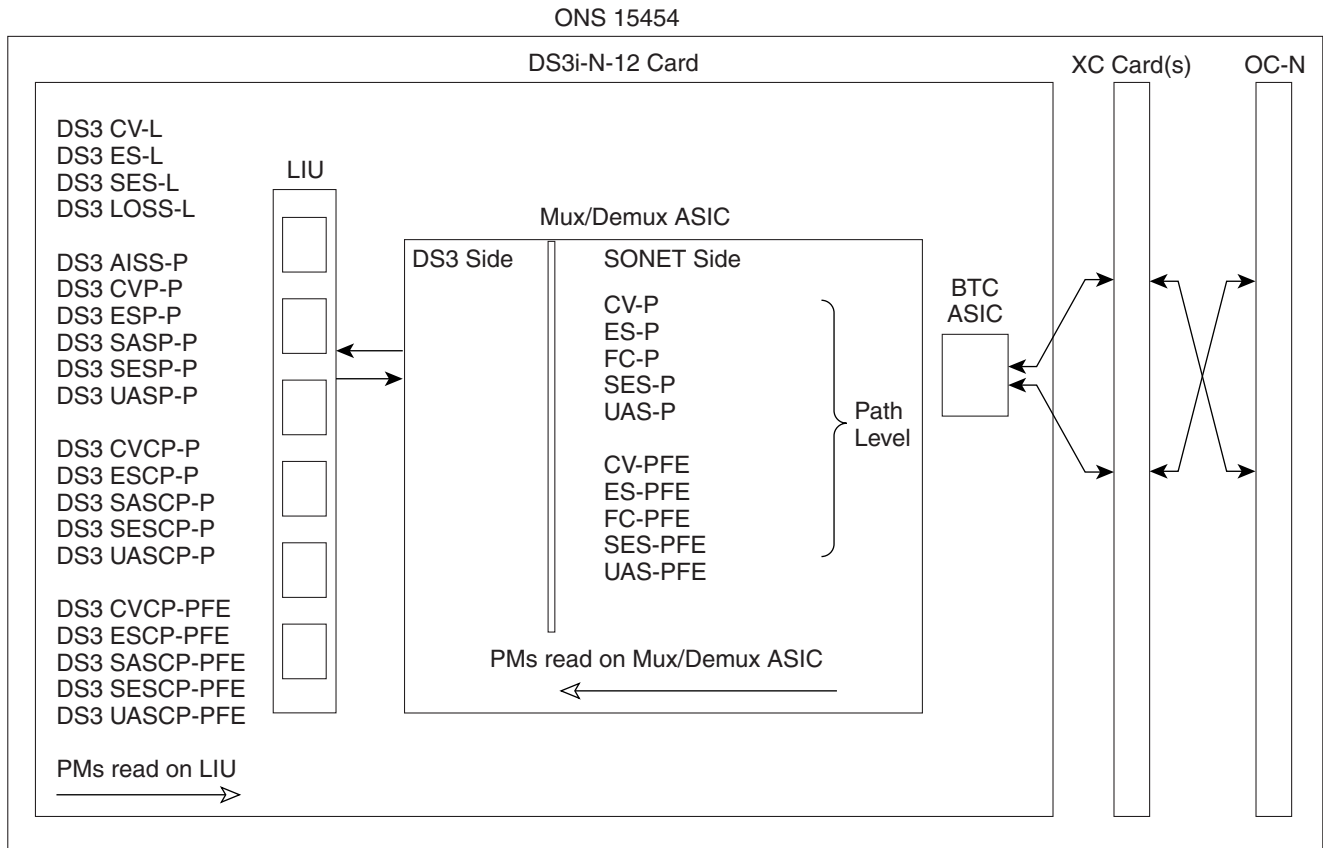 ONS 15454
DS3i-N-12 Card
XC Card(s)
OC-N
DS3 CV-L
DS3 ES-L
DS3 SES-L
DS3 LOSS-L
DS3 AISS-P
DS3 CVP-P
DS3 ESP-P
DS3 SASP-P
DS3 SESP-P
DS3 UASP-P
DS3 CVCP-P
DS3 ESCP-P
DS3 SASCP-P
DS3 SESCP-P
DS3 UASCP-P
DS3 CVCP-PFE
DS3 ESCP-PFE
DS3 SASCP-PFE
DS3 SESCP-PFE
DS3 UASCP-PFE
PMs read on LIU
LIU
Mux/Demux ASIC
DS3 Side
SONET Side
CV-P
ES-P
FC-P
SES-P
UAS-P
CV-PFE
ES-PFE
FC-PFE
SES-PFE
UAS-PFE
Path
Level
PMs read on Mux/Demux ASIC
BTC
ASIC